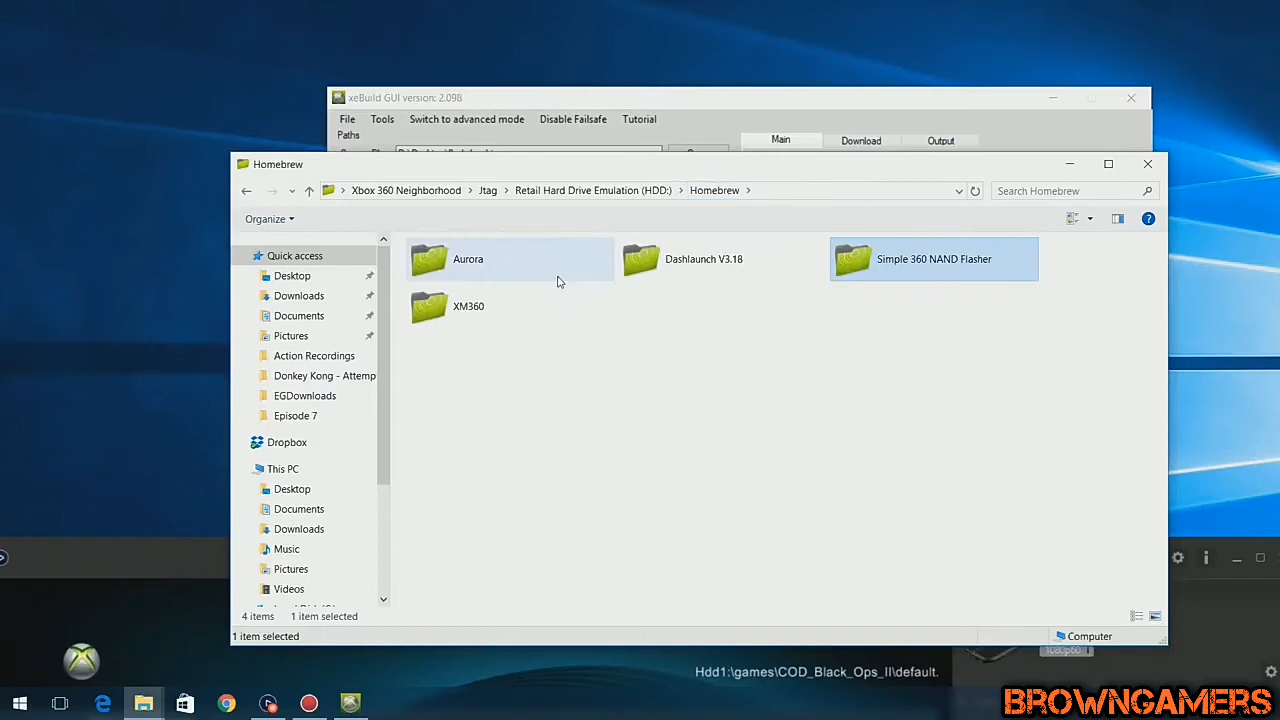 xeBuild GUI version: 2.098
File Tools Switch to advanced mode Disable Failsafe Tutorial
Paths
Main Download Output
Homebrew
Xbox 360 Neighborhood Jtag Retail Hard Drive Emulation (HDD:) Homebrew
Search Homebrew
Organize
Quick access
Desktop
Downloads
Documents
Pictures
Action Recordings
Donkey Kong - Attemp
EGDownloads
Episode 7
Dropbox
This PC
Desktop
Documents
Downloads
Music
Pictures
Videos
Aurora
Dashlaunch V3.18
Simple 360 NAND Flasher
XM360
4 items 1 item selected
1 item selected
Computer
1080p60
Hdd1:\games\COD_Black_Ops_II\default.
BROWNGAMERS